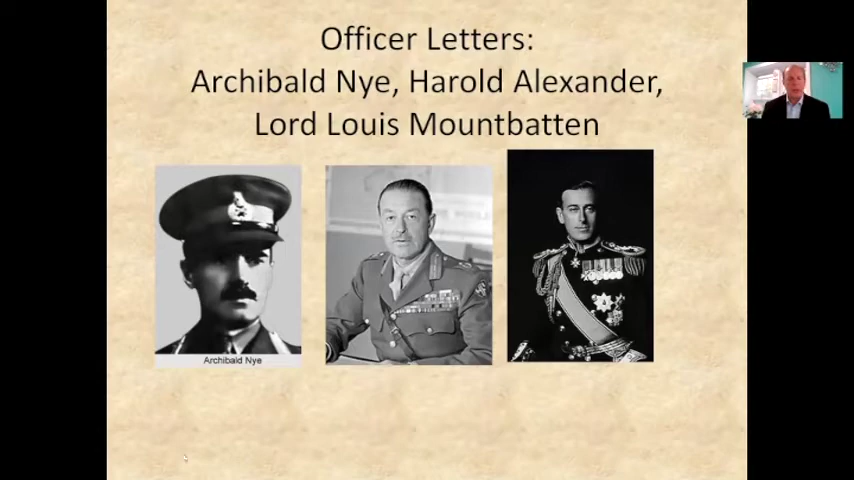 Officer Letters:
Archibald Nye, Harold Alexander,
Lord Louis Mountbatten
Archibald Nye